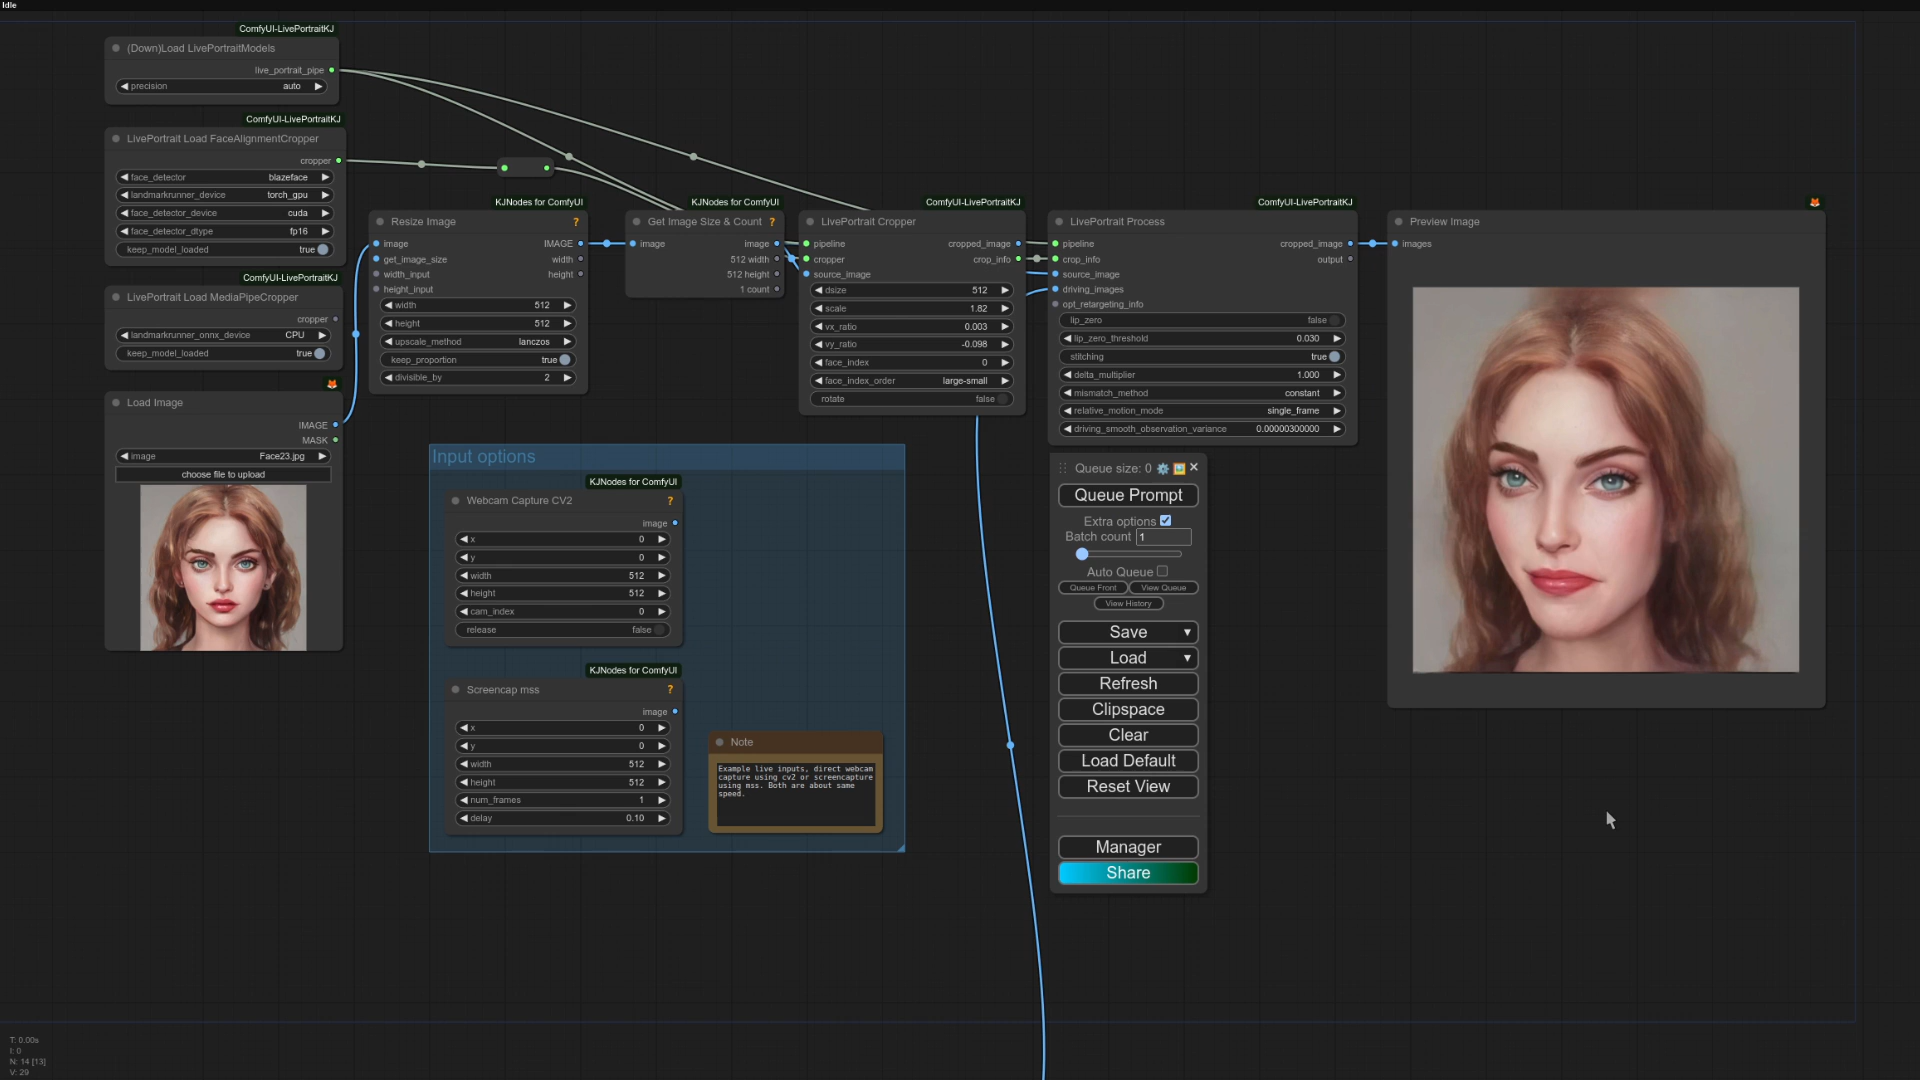 Idle
ComfyUI-LivePortraitKJ
(Down)Load LivePortraitModels
live_portrait_pipe
precision auto
ComfyUI-LivePortraitKJ
LivePortrait Load FaceAlignmentCropper
cropper
face_detector blazeface
landmarkrunner_device torch_gpu
face_detector_device cuda
face_detector_dtype fp16
keep_model_loaded true
ComfyUI-LivePortraitKJ
LivePortrait Load MediaPipeCropper
cropper
landmarkrunner_onnx_device CPU
keep_model_loaded true
Load Image
IMAGE
MASK
image Face23.jpg
choose file to upload
KJNodes for ComfyUI
Resize Image ?
image IMAGE
get_image_size width
width_input height
height_input
width 512
height 512
upscale_method lanczos
keep_proportion true
divisible_by 2
KJNodes for ComfyUI
Get Image Size & Count ?
image image
512 width
512 height
1 count
ComfyUI-LivePortraitKJ
LivePortrait Cropper
pipeline cropped_image
cropper crop_info
source_image
dsize 512
scale 1.82
vx_ratio 0.003
vy_ratio -0.098
face_index 0
face_index_order large-small
rotate false
ComfyUI-LivePortraitKJ
LivePortrait Process
pipeline cropped_image
crop_info output
source_image
driving_images
opt_retargeting_info
lip_zero false
lip_zero_threshold 0.030
stitching true
delta_multiplier 1.000
mismatch_method constant
relative_motion_mode single_frame
driving_smooth_observation_variance 0.00000300000
Preview Image
images
Input options
KJNodes for ComfyUI
Webcam Capture CV2 ?
image
x 0
y 0
width 512
height 512
cam_index 0
release false
KJNodes for ComfyUI
Screencap mss ?
image
x 0
y 0
width 512
height 512
num_frames 1
delay 0.10
Note
Example live inputs, direct webcam
capture using cv2 or screencapture
using mss. Both are about same
speed.
Queue size: 0
Queue Prompt
Extra options
Batch count 1
Auto Queue
Queue Front View Queue
View History
Save
Load
Refresh
Clipspace
Clear
Load Default
Reset View
Manager
Share
T: 0.00s
I: 0
N: 14 [13]
V: 29